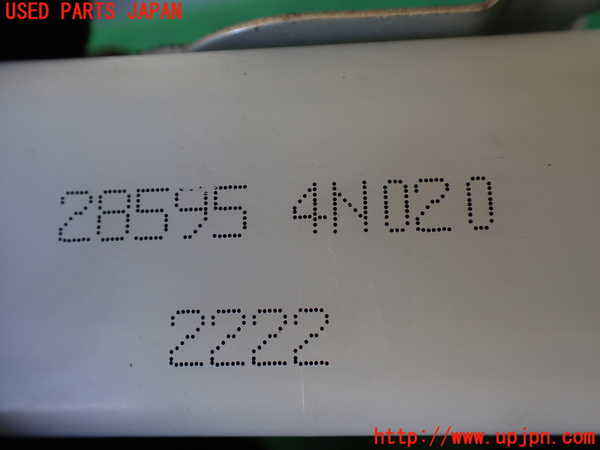 USED PARTS JAPAN
28595 4N020
2222
http://www.upjpn.com